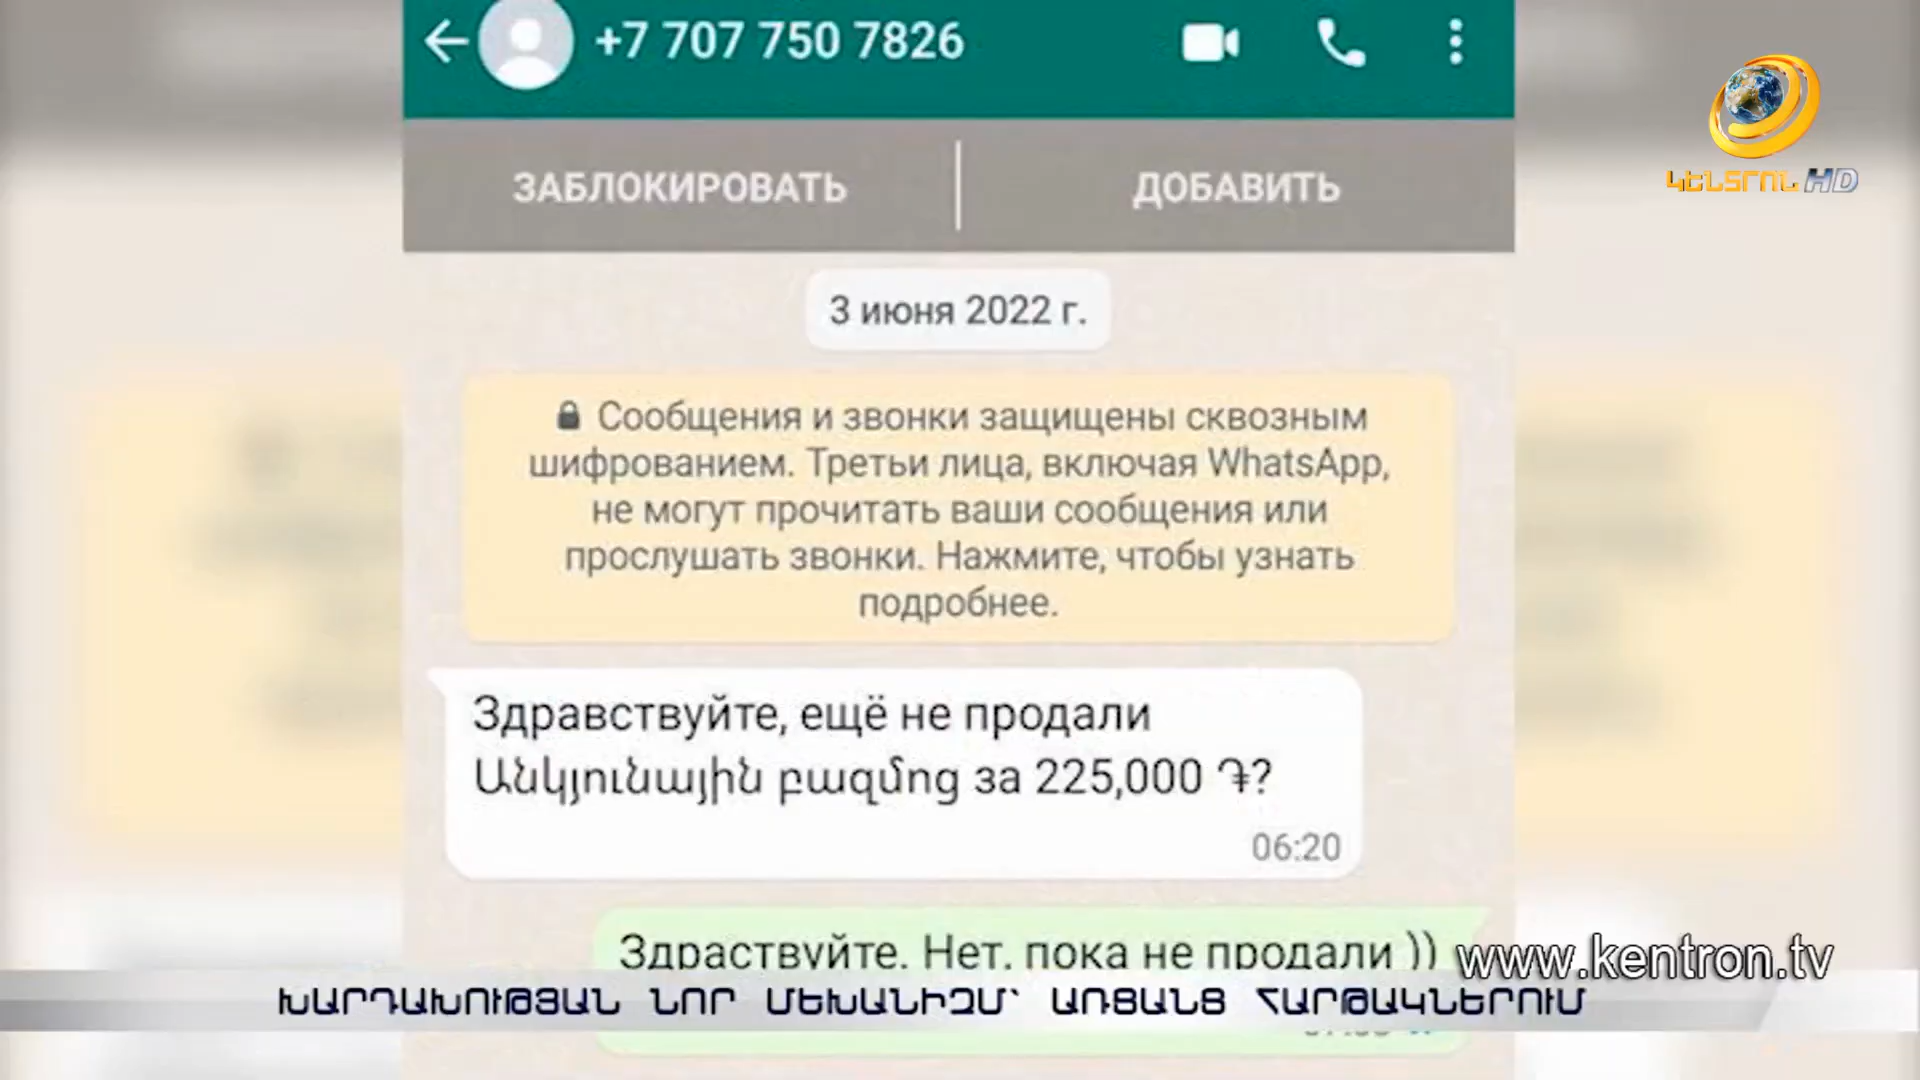 +7 707 750 7826
ԿԵՆՏՐՈՆ HD
ЗАБЛОКИРОВАТЬ
ДОБАВИТЬ
3 июня 2022 г.
Сообщения и звонки защищены сквозным
шифрованием. Третьи лица, включая WhatsApp,
не могут прочитать ваши сообщения или
прослушать звонки. Нажмите, чтобы узнать
подробнее.
Здравствуйте, ещё не продали
Անկյունային բազմոց за 225,000 ֏?
06:20
Здраствуйте. Нет, пока не продали ))
www.kentron.tv
ԽԱՐԴԱԽՈՒԹՅԱՆ ՆՈՐ ՄԵԽԱՆԻԶՄ՝ ԱՌՑԱՆՑ ՀԱՐԹԱԿՆԵՐՈՒՄ